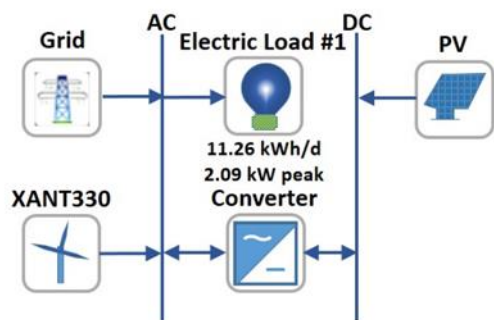 AC DC
Grid Electric Load #1 PV
11.26 kWh/d
2.09 kW peak
XANT330 Converter